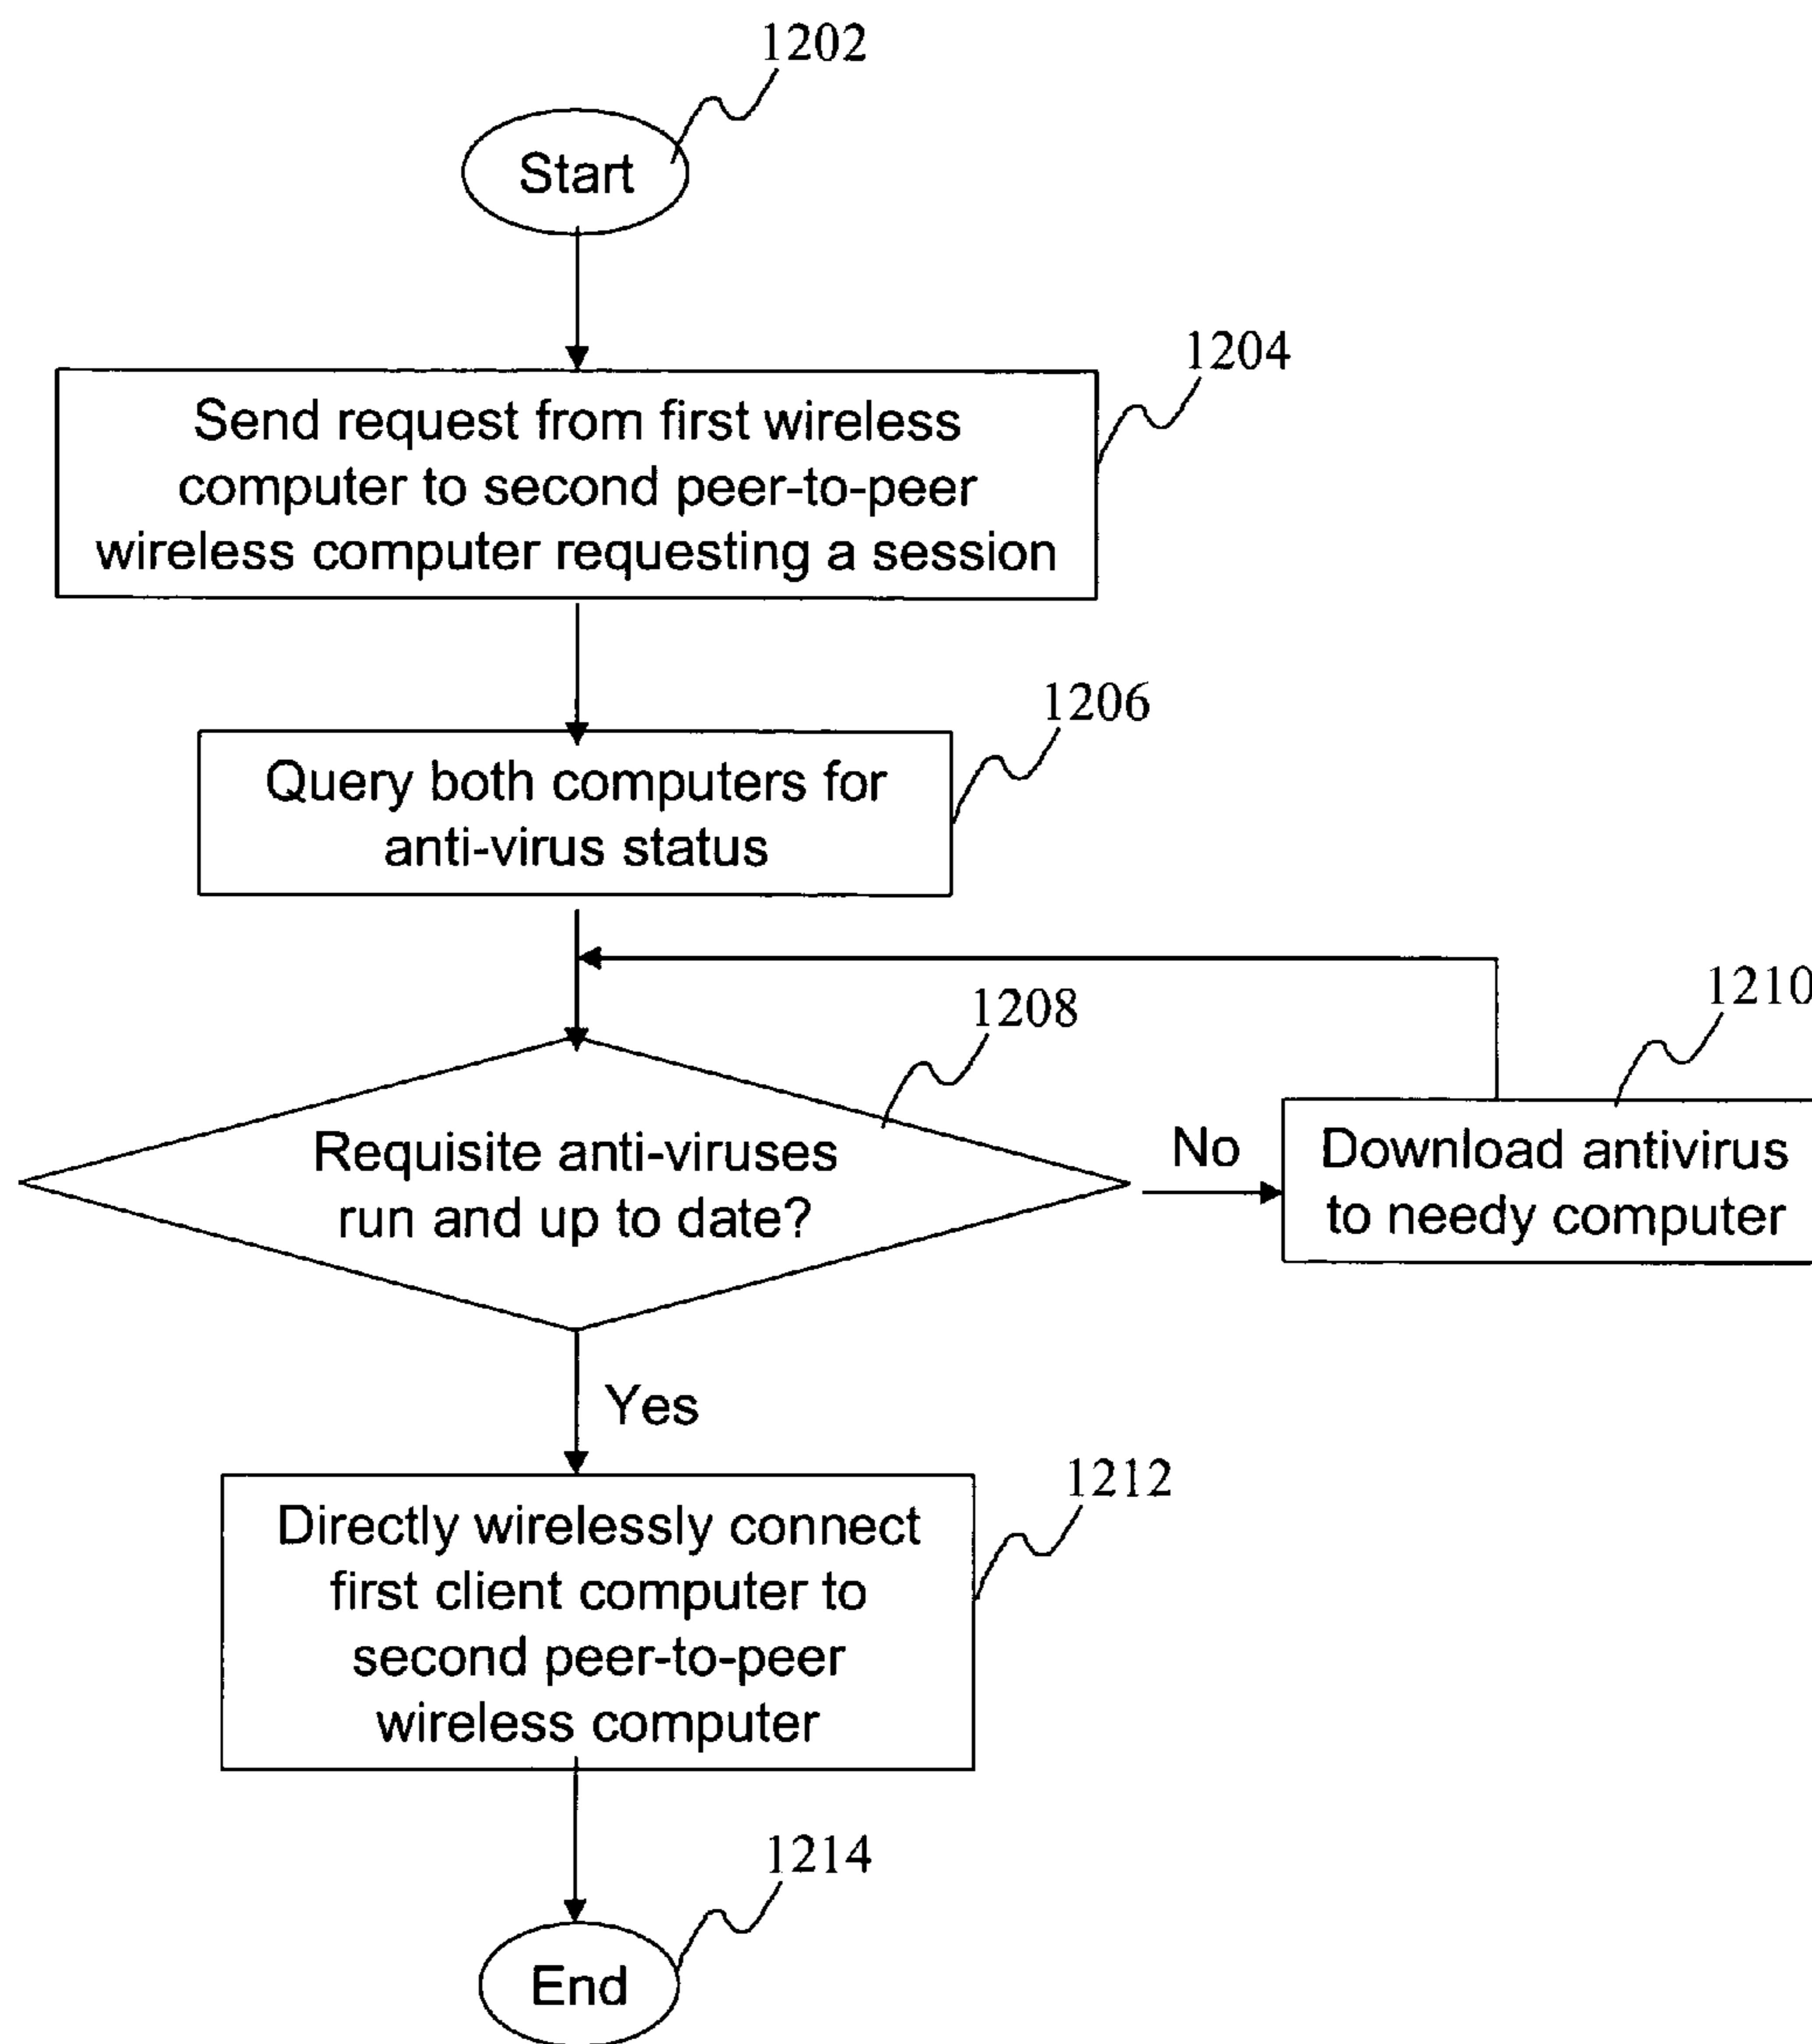 1202
Start
1204
Send request from first wireless
computer to second peer-to-peer
wireless computer requesting a session
1206
Query both computers for
anti-virus status
1208
Requisite anti-viruses
run and up to date?
No
1210
Download antivirus
to needy computer
Yes
1212
Directly wirelessly connect
first client computer to
second peer-to-peer
wireless computer
1214
End